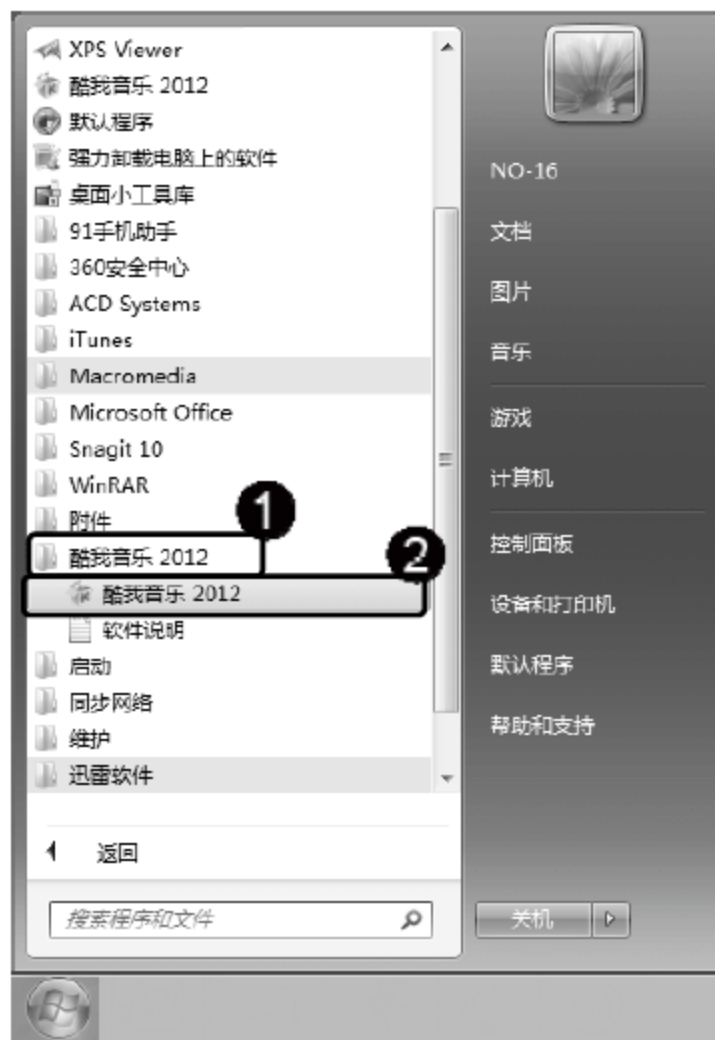 XPS Viewer
酷我音乐 2012
默认程序
强力卸载电脑上的软件
桌面小工具库
91手机助手
360安全中心
ACD Systems
iTunes
Macromedia
Microsoft Office
Snagit 10
WinRAR
附件
1
酷我音乐 2012
2
酷我音乐 2012
软件说明
启动
同步网络
维护
迅雷软件
返回
搜索程序和文件
NO-16
文档
图片
音乐
游戏
计算机
控制面板
设备和打印机
默认程序
帮助和支持
关机